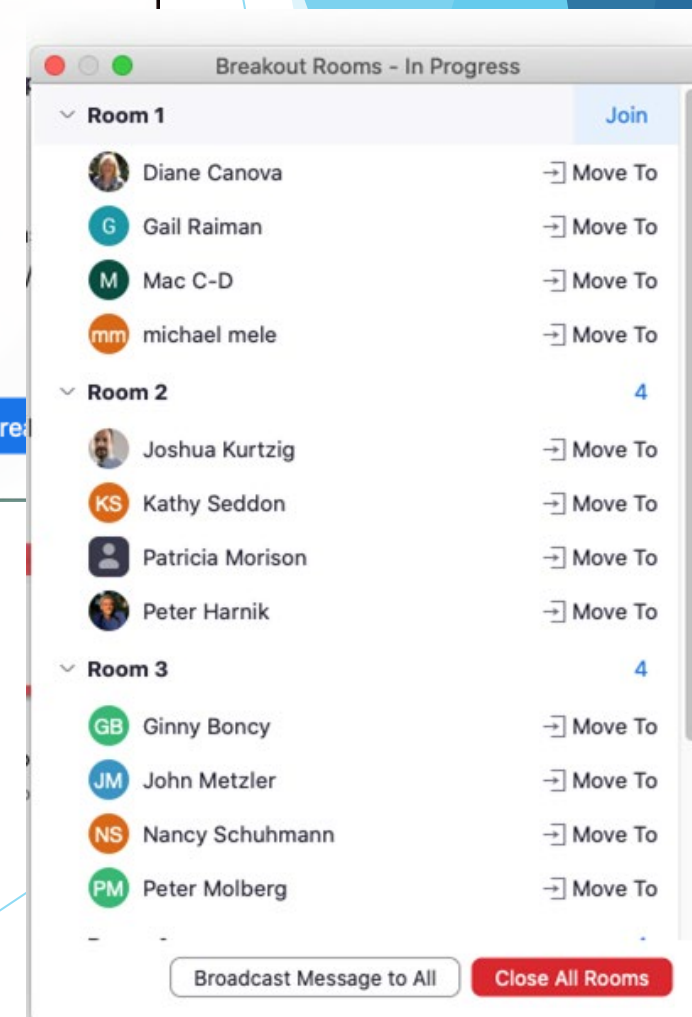 Breakout Rooms - In Progress
Room 1 Join
Diane Canova Move To
G Gail Raiman Move To
M Mac C-D Move To
mm michael mele Move To
Room 2 4
Joshua Kurtzig Move To
KS Kathy Seddon Move To
Patricia Morison Move To
Peter Harnik Move To
Room 3 4
GB Ginny Boncy Move To
JM John Metzler Move To
NS Nancy Schuhmann Move To
PM Peter Molberg Move To
Broadcast Message to All Close All Rooms